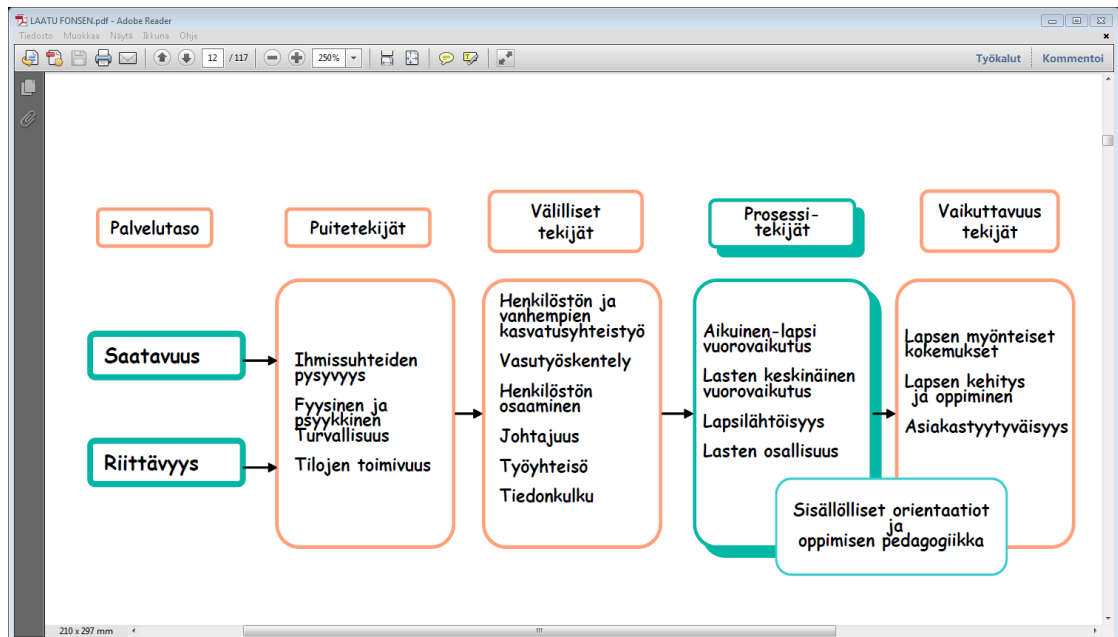 LAATU FONSEN.pdf - Adobe Reader
Tiedosto Muokkaa Näytä Ikkuna Ohje
12 /117 250% Työkalut Kommentoi
Palvelutaso
Puitetekijät
Välilliset
tekijät
Prosessi-
tekijät
Vaikuttavuus
tekijät
Saatavuus
Riittävyys
Ihmissuhteiden
pysyvyys
Fyysinen ja
psyykkinen
Turvallisuus
Tilojen toimivuus
Henkilöstön ja
vanhempien
kasvatusyhteistyö
Vasutyöskentely
Henkilöstön
osaaminen
Johtajuus
Työyhteisö
Tiedonkulku
Aikuinen-lapsi
vuorovaikutus
Lasten keskinäinen
vuorovaikutus
Lapsilähtöisyys
Lasten osallisuus
Lapsen myönteiset
kokemukset
Lapsen kehitys
ja oppiminen
Asiakastyytyväisyys
Sisällölliset orientaatiot
ja
oppimisen pedagogiikka
210 x 297 mm